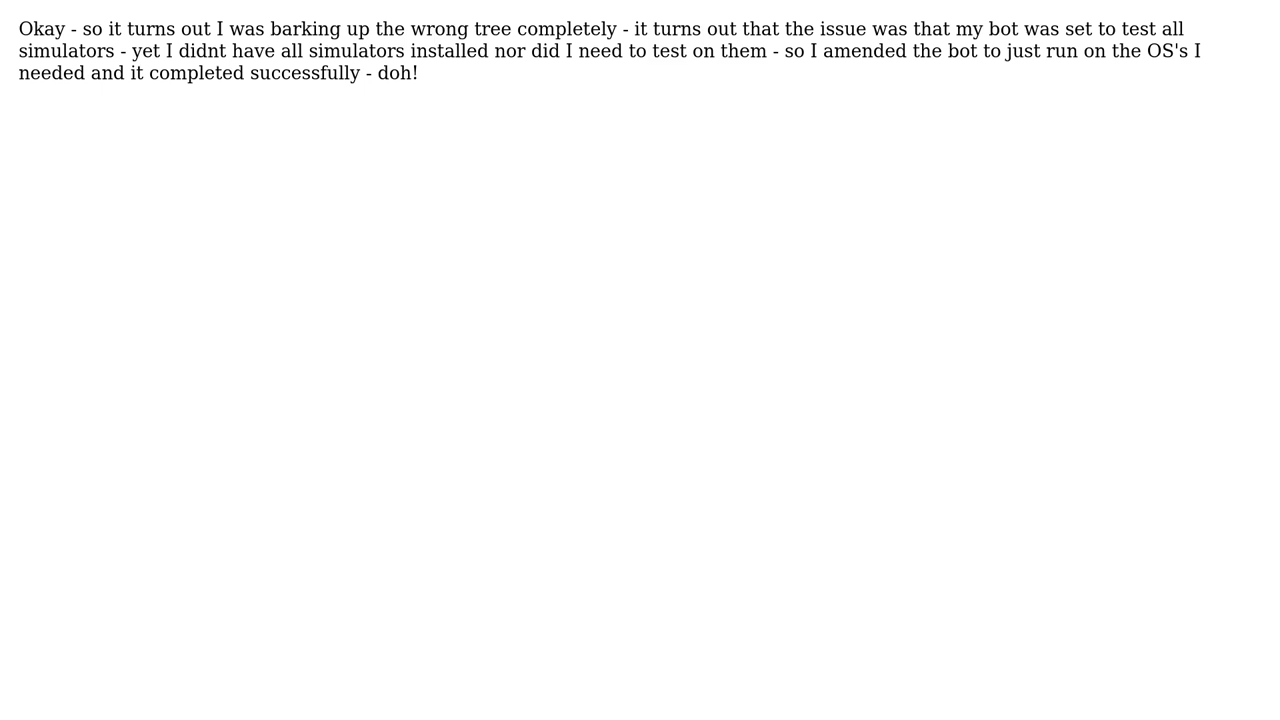 Okay - so it turns out I was barking up the wrong tree completely - it turns out that the issue was that my bot was set to test all
simulators - yet I didnt have all simulators installed nor did I need to test on them - so I amended the bot to just run on the OS's I
needed and it completed successfully - doh!